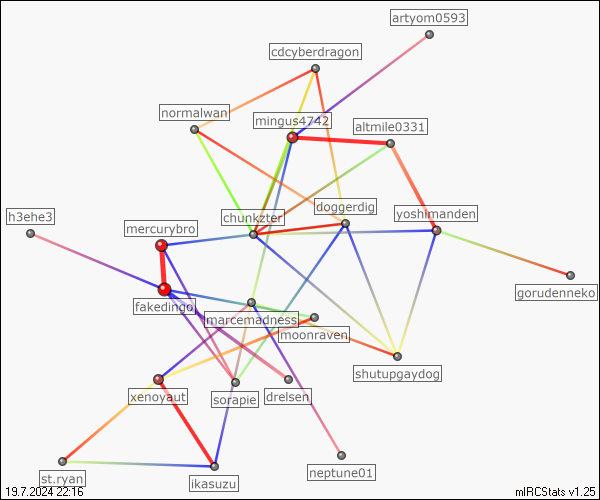 artyom0593
cdcyberdragon
normalwan
mingus4742
altmile0331
h3ehe3
mercurybro
chunkzter
doggerdig
yoshlmanden
fakedingo
marcemadness
moonraven
gorudenneko
shutupgaydog
xenoyaut
sorapie
drelsen
st.ryan
ikasuzu
neptune01
19.7.2024 22:16
mIRCStats v1.25